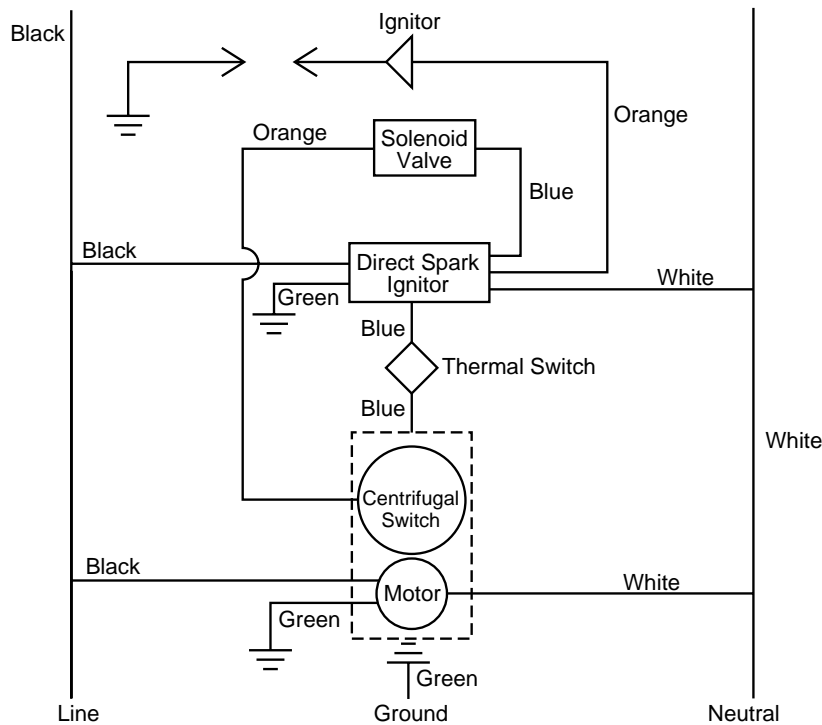 Ignitor
Black
Orange
Orange
Solenoid
Valve
Blue
Black
Direct Spark
Ignitor
White
Green
Blue
Thermal Switch
Blue
White
Centrifugal
Switch
Black
White
Motor
Green
Green
Line
Ground
Neutral